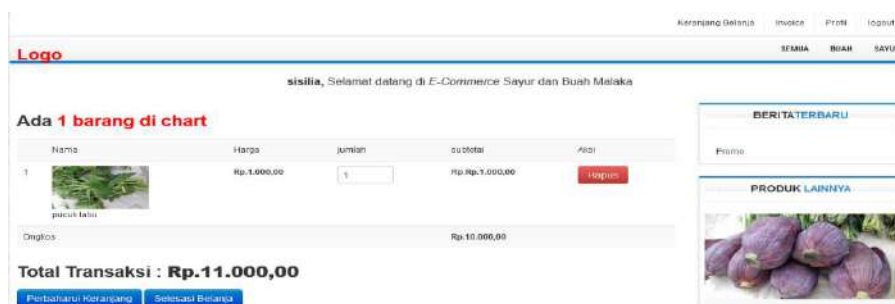 Keranjang Belanja Invoice Profil logout
Logo
SEMUA BUAH SAYU
sisilia, Selamat datang di E-Commerce Sayur dan Buah Malaka
Ada 1 barang di chart
BERITATERBARU
Nama Harga jumlah subtotal Aksi
Promo
1 Rp.1.000,00 1 Rp.Rp.1.000,00 Hapus
pucuk labu
PRODUK LAINNYA
Ongkos Rp.10.000,00
Total Transaksi : Rp.11.000,00
Perbaharui Keranjang Selesasi Belanja